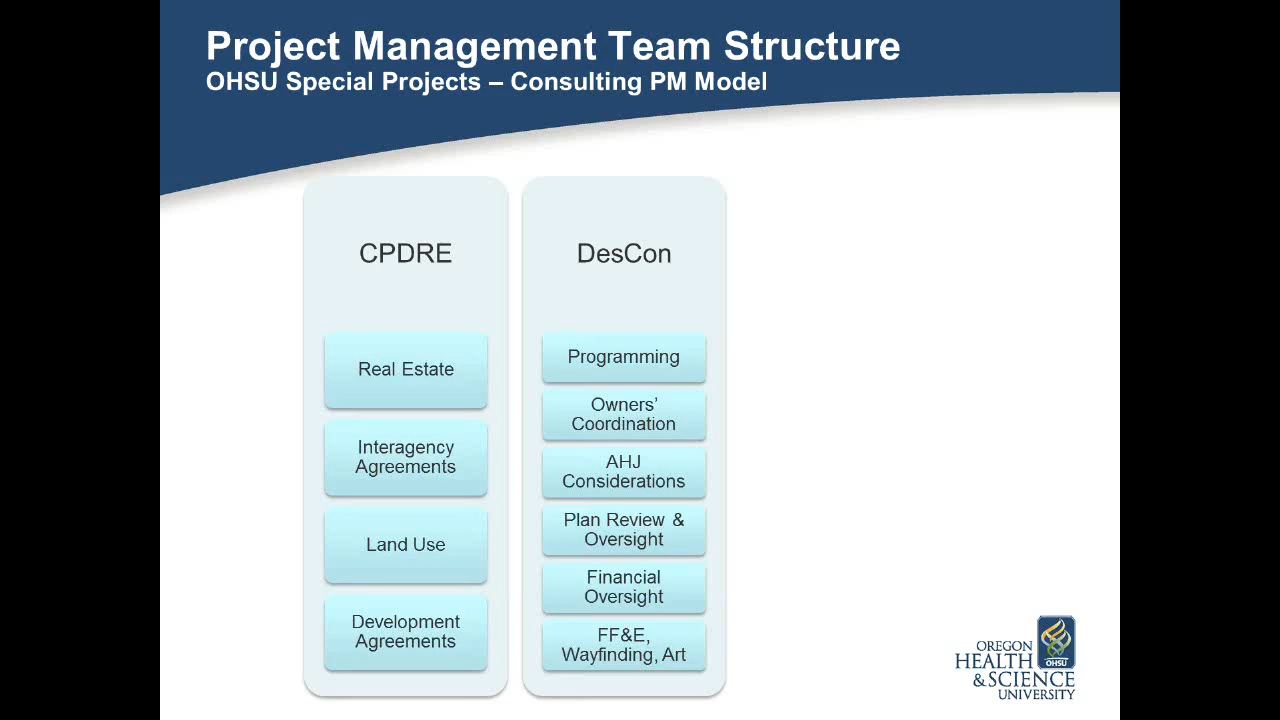 Project Management Team Structure
OHSU Special Projects – Consulting PM Model
CPDRE
Real Estate
Interagency
Agreements
Land Use
Development
Agreements
DesCon
Programming
Owners’
Coordination
AHJ
Considerations
Plan Review &
Oversight
Financial
Oversight
FF&E,
Wayfinding, Art
OREGON
HEALTH
& SCIENCE
UNIVERSITY
OHSU